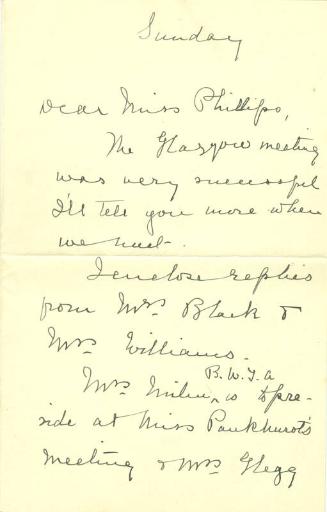 Sunday
Dear Miss Phillips,
The Glasgow meeting
was very successful
I'll tell you more when
we meet.
I enclose replies
from Mrs Black &
Mrs Williams.
B.W.T.A
Mrs Milne, is to pre-
side at Miss Pankhurst's
meeting & Mrs Glegg